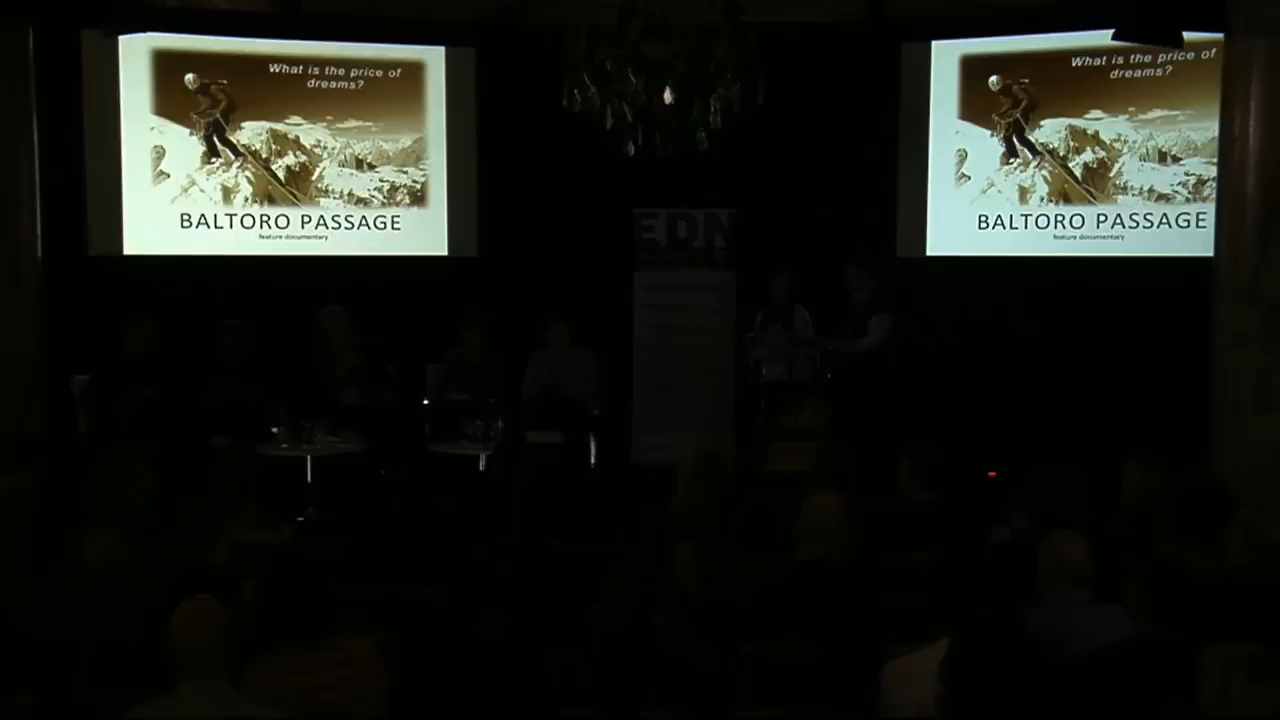 What is the price of
dreams?
BALTORO PASSAGE
feature documentary
What is the price of
dreams?
BALTORO PASSAGE
feature documentary
EDN